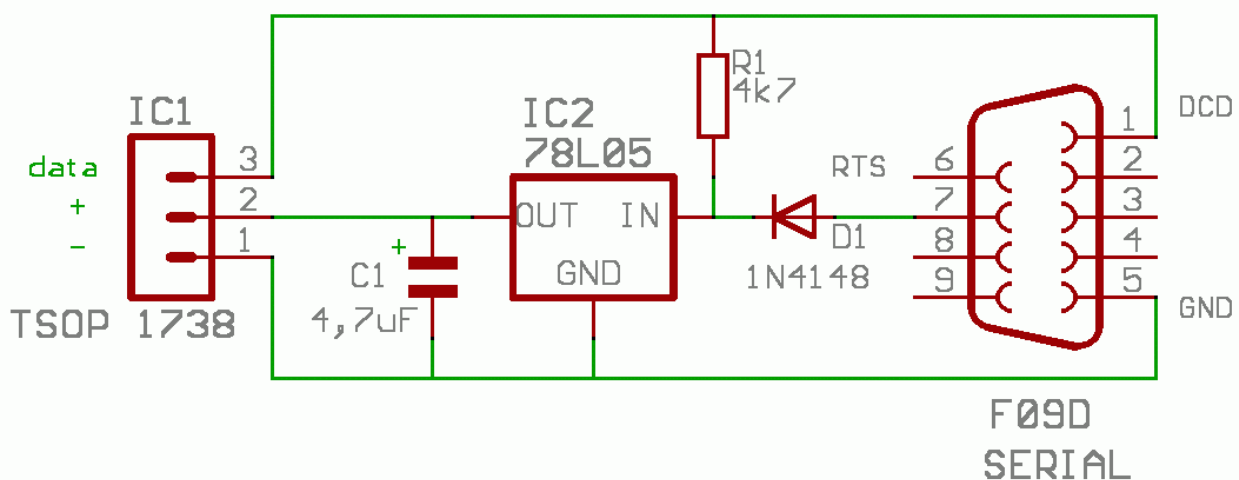 IC1
data
+
-
3
2
1
TSOP 1738
+
C1
4,7uF
IC2
78L05
OUT IN
GND
R1
4k7
D1
1N4148
RTS
6
7
8
9
1
2
3
4
5
DCD
GND
F09D
SERIAL